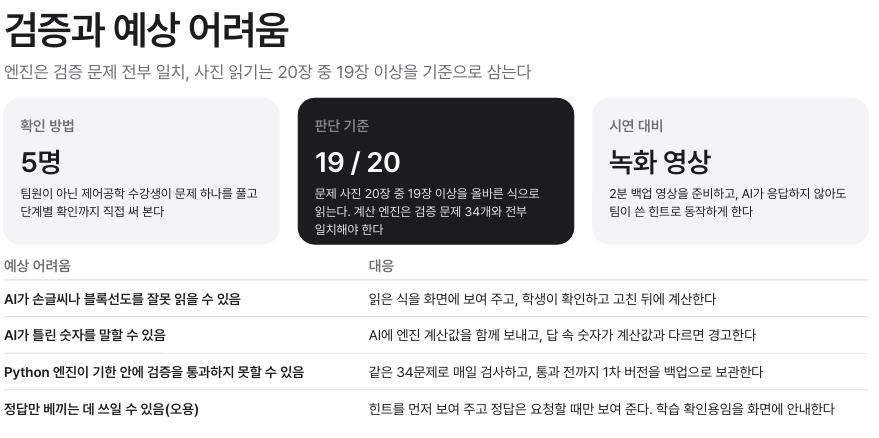 검증과 예상 어려움
엔진은 검증 문제 전부 일치, 사진 읽기는 20장 중 19장 이상을 기준으로 삼는다
확인 방법
5명
팀원이 아닌 제어공학 수강생이 문제 하나를 풀고
단계별 확인까지 직접 써 본다
판단 기준
19 / 20
문제 사진 20장 중 19장 이상을 올바른 식으로
읽는다. 계산 엔진은 검증 문제 34개와 전부
일치해야 한다
시연 대비
녹화 영상
2분 백업 영상을 준비하고, AI가 응답하지 않아도
팀이 쓴 힌트로 동작하게 한다
예상 어려움 대응
AI가 손글씨나 블록선도를 잘못 읽을 수 있음 읽은 식을 화면에 보여 주고, 학생이 확인하고 고친 뒤에 계산한다
AI가 틀린 숫자를 말할 수 있음 AI에 엔진 계산값을 함께 보내고, 답 속 숫자가 계산값과 다르면 경고한다
Python 엔진이 기한 안에 검증을 통과하지 못할 수 있음 같은 34문제로 매일 검사하고, 통과 전까지 1차 버전을 백업으로 보관한다
정답만 베끼는 데 쓰일 수 있음(오용) 힌트를 먼저 보여 주고 정답은 요청할 때만 보여 준다. 학습 확인용임을 화면에 안내한다